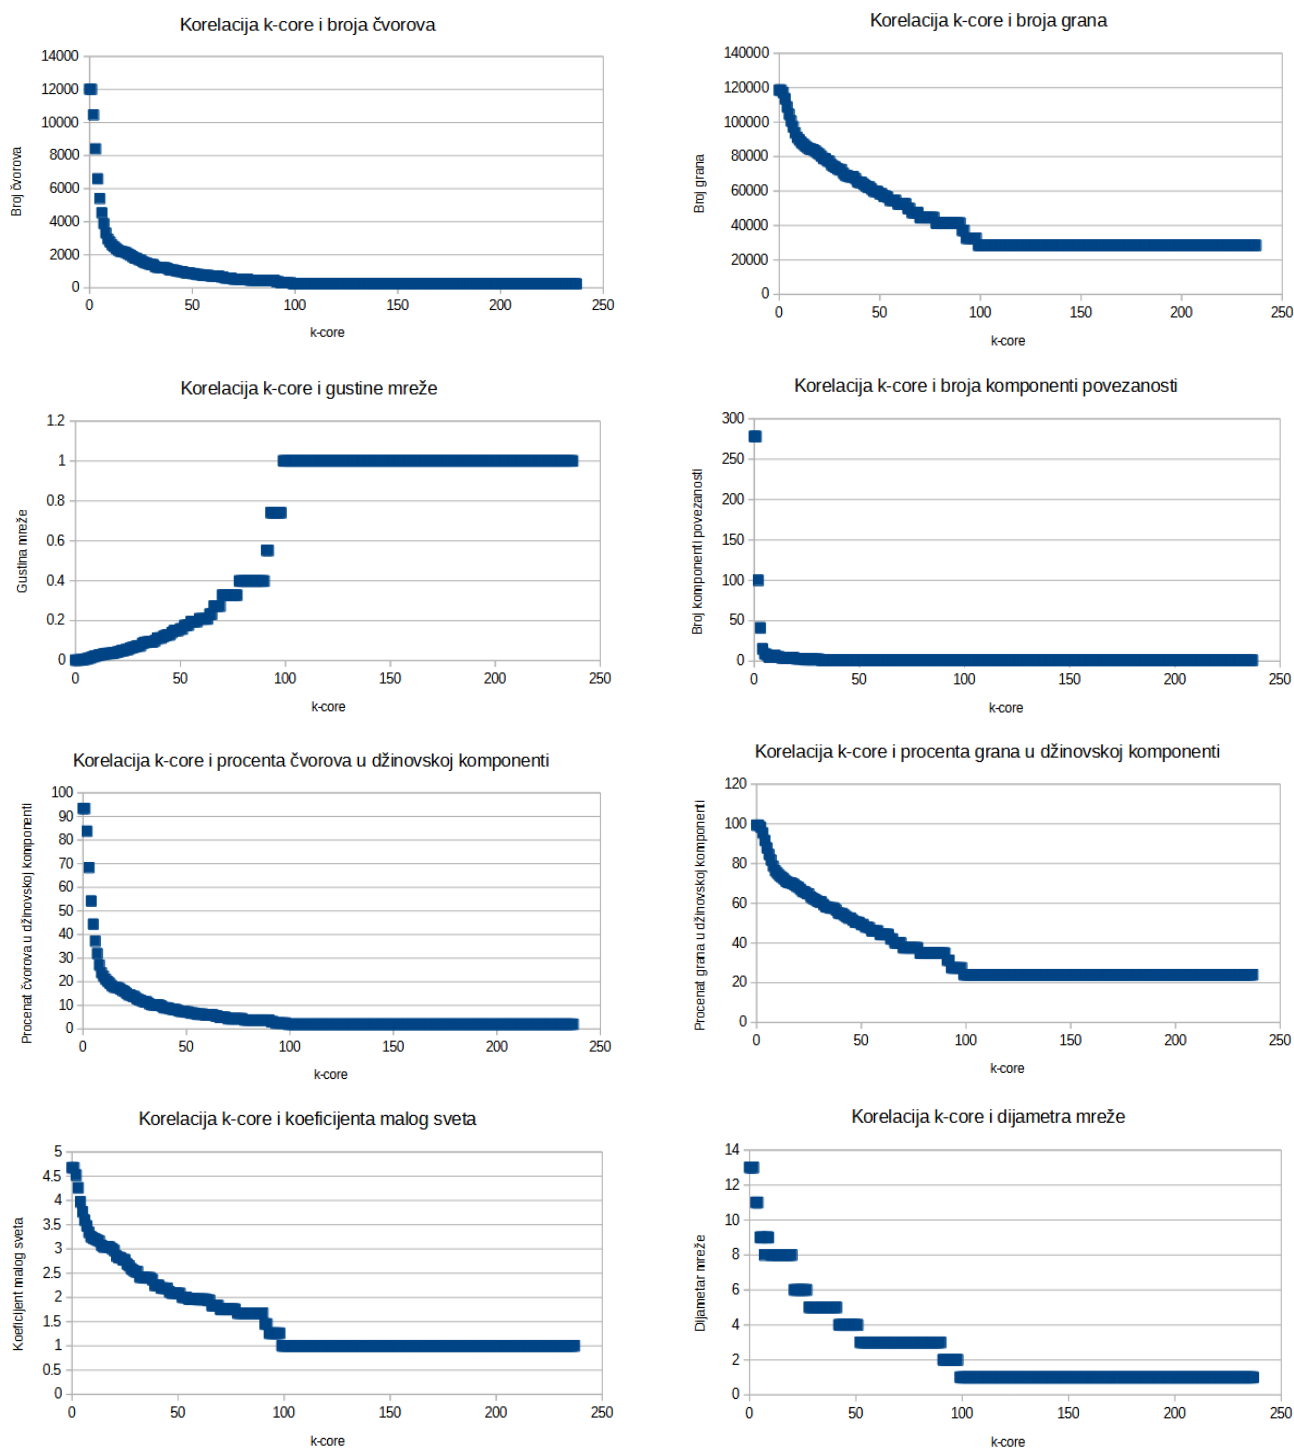 Korelacija k-core i broja čvorova
14000
12000
10000
8000
6000
4000
2000
0
Broj čvorova
0 50 100 150 200 250
k-core
Korelacija k-core i broja grana
140000
120000
100000
80000
60000
40000
20000
0
Broj grana
0 50 100 150 200 250
k-core
Korelacija k-core i gustine mreže
1.2
1
0.8
0.6
0.4
0.2
0
Gustina mreže
0 50 100 150 200 250
k-core
Korelacija k-core i broja komponenti povezanosti
300
250
200
150
100
50
0
Broj komponenti povezanosti
0 50 100 150 200 250
k-core
Korelacija k-core i procenta čvorova u džinovskoj komponenti
100
90
80
70
60
50
40
30
20
10
0
Procenat čvorova u džinovskoj komponenti
0 50 100 150 200 250
k-core
Korelacija k-core i procenta grana u džinovskoj komponenti
120
100
80
60
40
20
0
Procenat grana u džinovskoj komponenti
0 50 100 150 200 250
k-core
Korelacija k-core i koeficijenta malog sveta
5
4.5
4
3.5
3
2.5
2
1.5
1
0.5
0
Koeficijent malog sveta
0 50 100 150 200 250
k-core
Korelacija k-core i dijametra mreže
14
12
10
8
6
4
2
0
Dijametar mreže
0 50 100 150 200 250
k-core